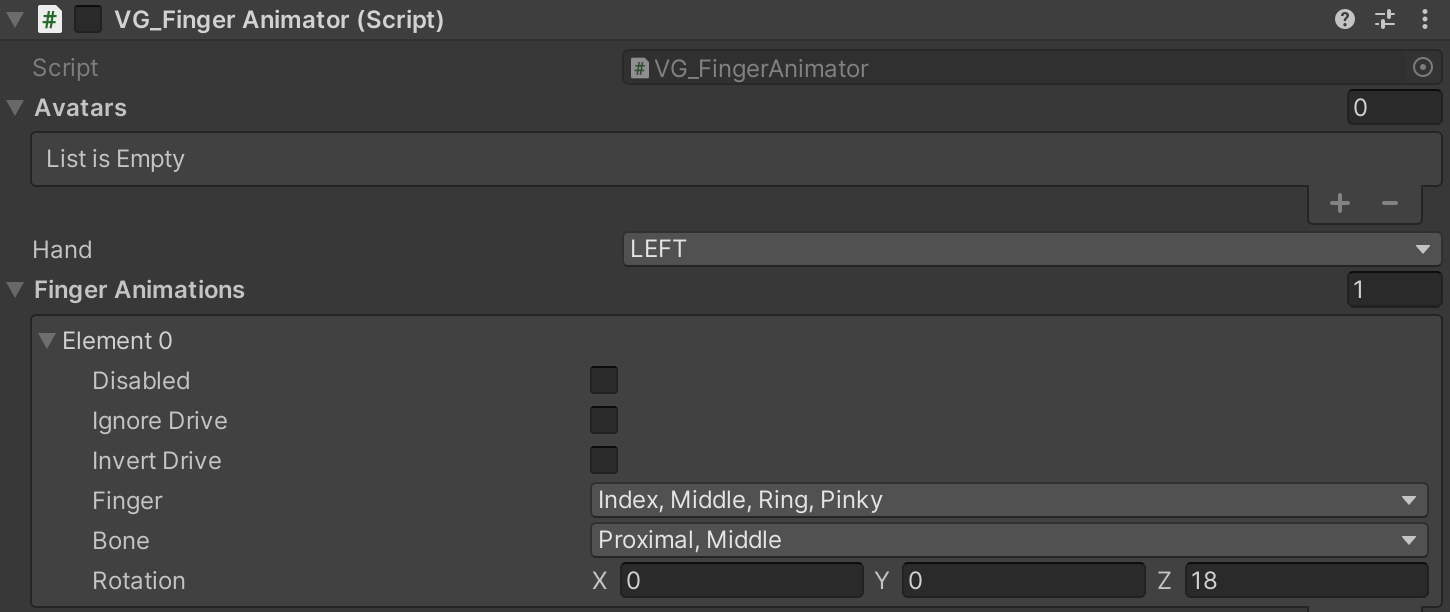 # VG_Finger Animator (Script)
Script # VG_FingerAnimator
Avatars 0
List is Empty
+ −
Hand LEFT
Finger Animations 1
Element 0
Disabled
Ignore Drive
Invert Drive
Finger Index, Middle, Ring, Pinky
Bone Proximal, Middle
Rotation X 0 Y 0 Z 18